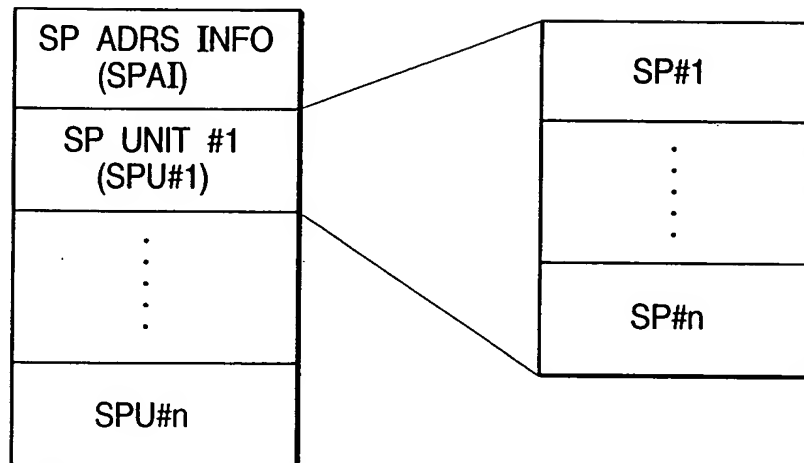 SP ADRS INFO
(SPAI)
SP UNIT #1
(SPU#1)
SPU#n
SP#1
SP#n